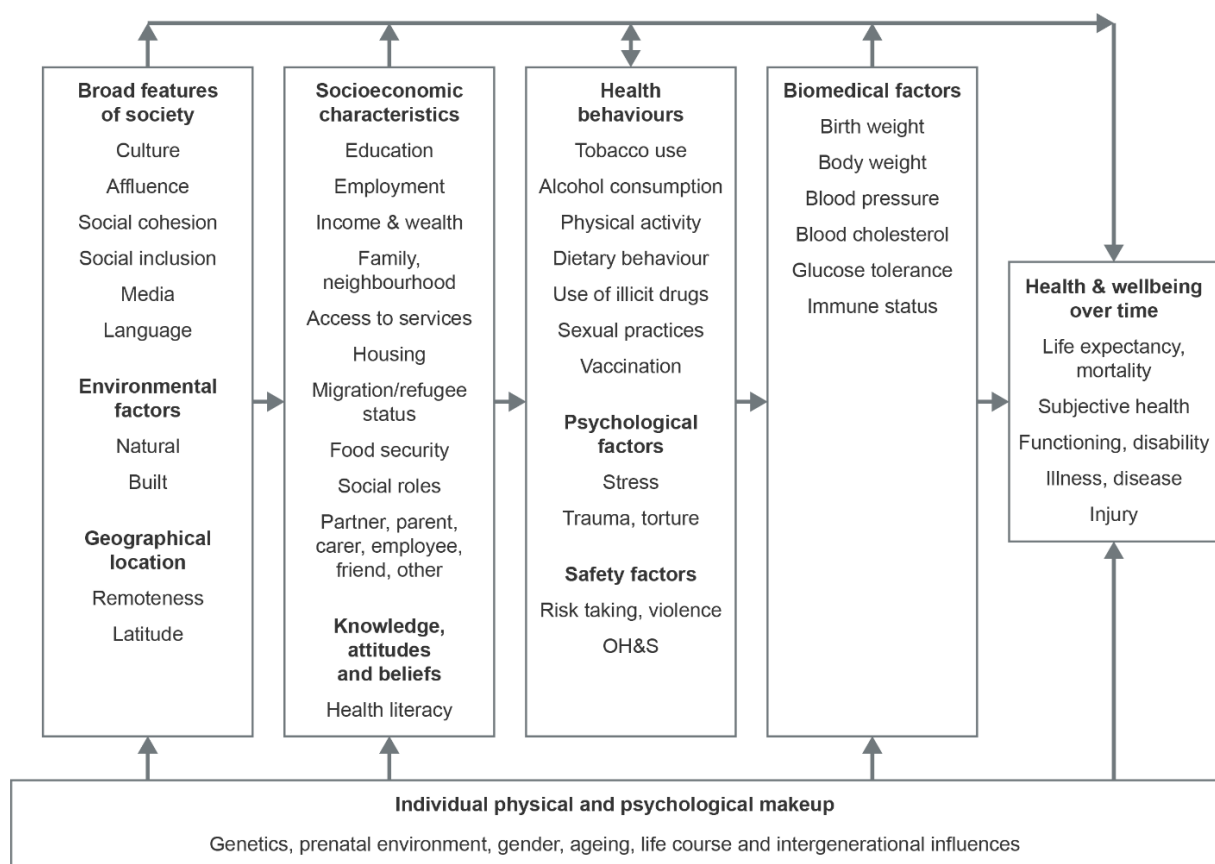 Broad features
of society
Culture
Affluence
Social cohesion
Social inclusion
Media
Language
Environmental
factors
Natural
Built
Geographical
location
Remoteness
Latitude
Socioeconomic
characteristics
Education
Employment
Income & wealth
Family,
neighbourhood
Access to services
Housing
Migration/refugee
status
Food security
Social roles
Partner, parent,
carer, employee,
friend, other
Knowledge,
attitudes
and beliefs
Health literacy
Health
behaviours
Tobacco use
Alcohol consumption
Physical activity
Dietary behaviour
Use of illicit drugs
Sexual practices
Vaccination
Psychological
factors
Stress
Trauma, torture
Safety factors
Risk taking, violence
OH&S
Biomedical factors
Birth weight
Body weight
Blood pressure
Blood cholesterol
Glucose tolerance
Immune status
Health & wellbeing
over time
Life expectancy,
mortality
Subjective health
Functioning, disability
Illness, disease
Injury
Individual physical and psychological makeup
Genetics, prenatal environment, gender, ageing, life course and intergenerational influences